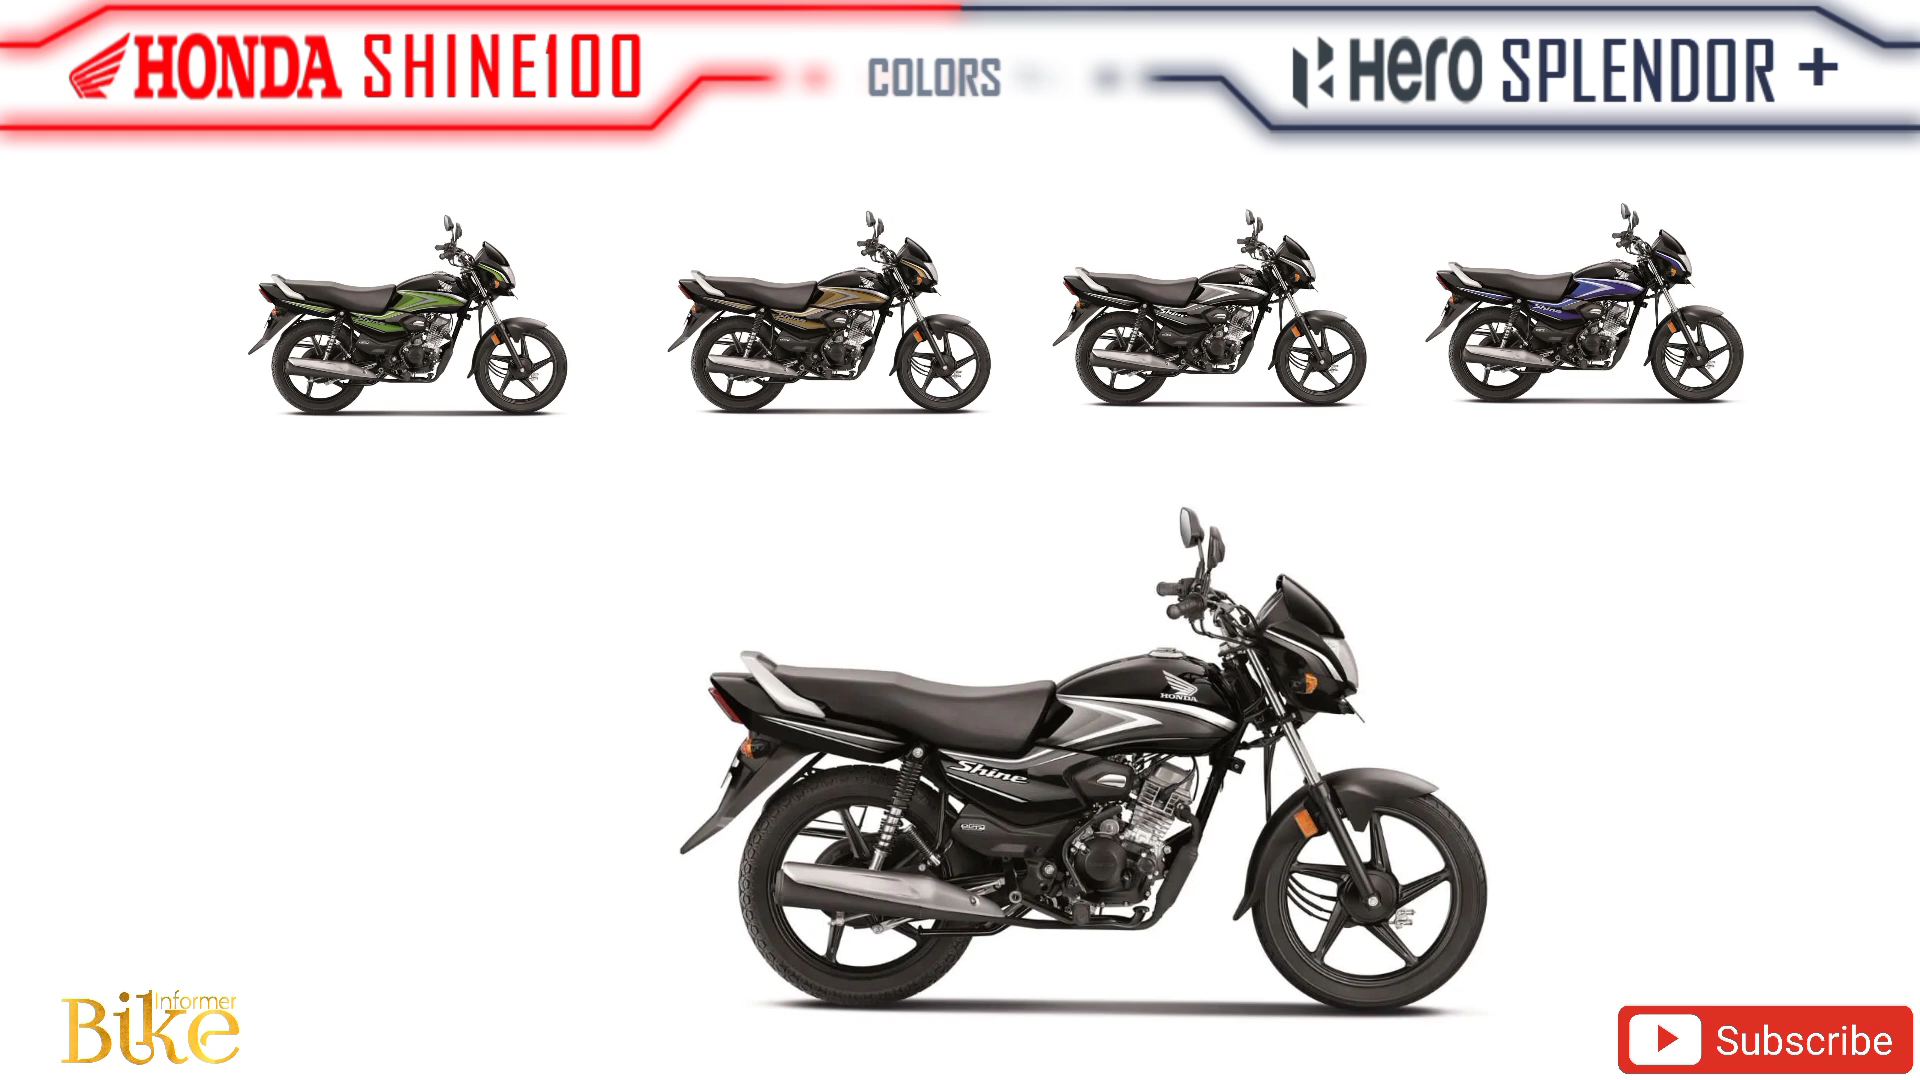 HONDA SHINE100
COLORS
Hero SPLENDOR +
HONDA
Shine
Bike Informer
Subscribe